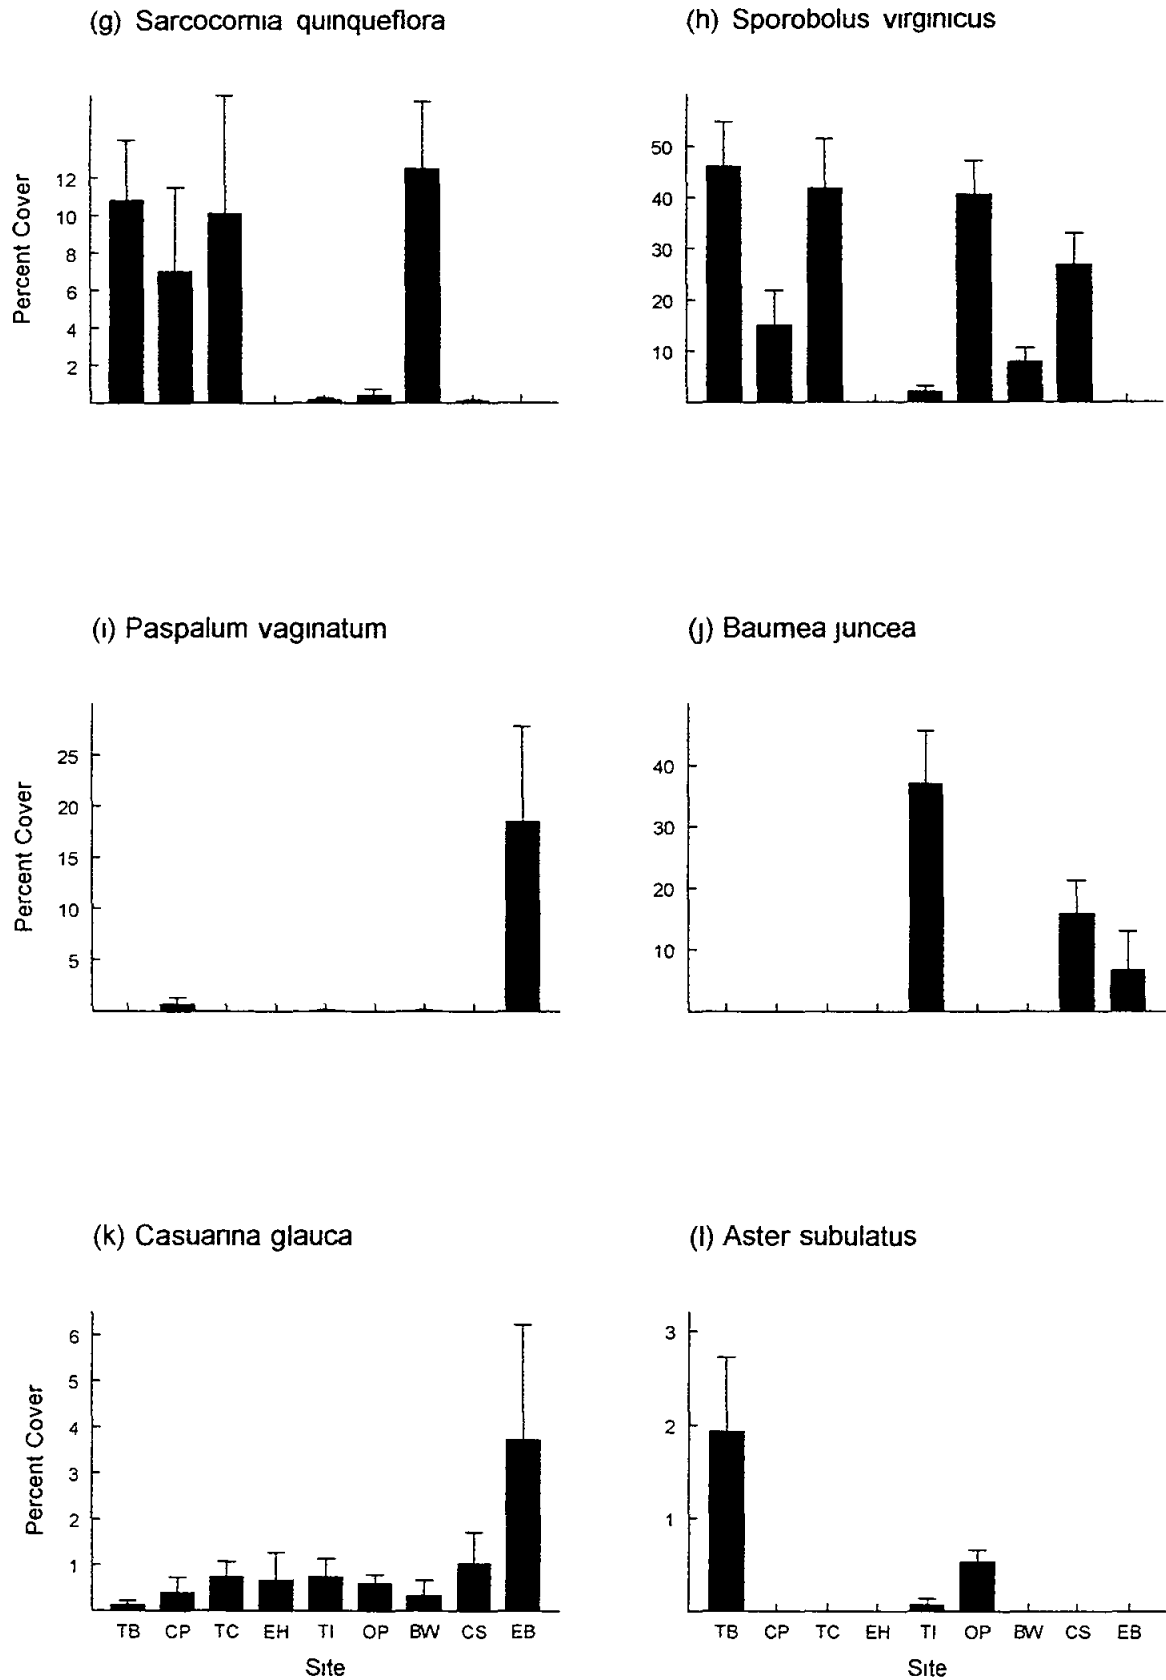 (g) Sarcocornia quinqueflora
Percent Cover
12
10
8
6
4
2
(h) Sporobolus virginicus
50
40
30
20
10
(i) Paspalum vaginatum
Percent Cover
25
20
15
10
5
(j) Baumea juncea
40
30
20
10
(k) Casuarina glauca
Percent Cover
6
5
4
3
2
1
TB CP TC EH TI OP BW CS EB
Site
(l) Aster subulatus
3
2
1
TB CP TC EH TI OP BW CS EB
Site